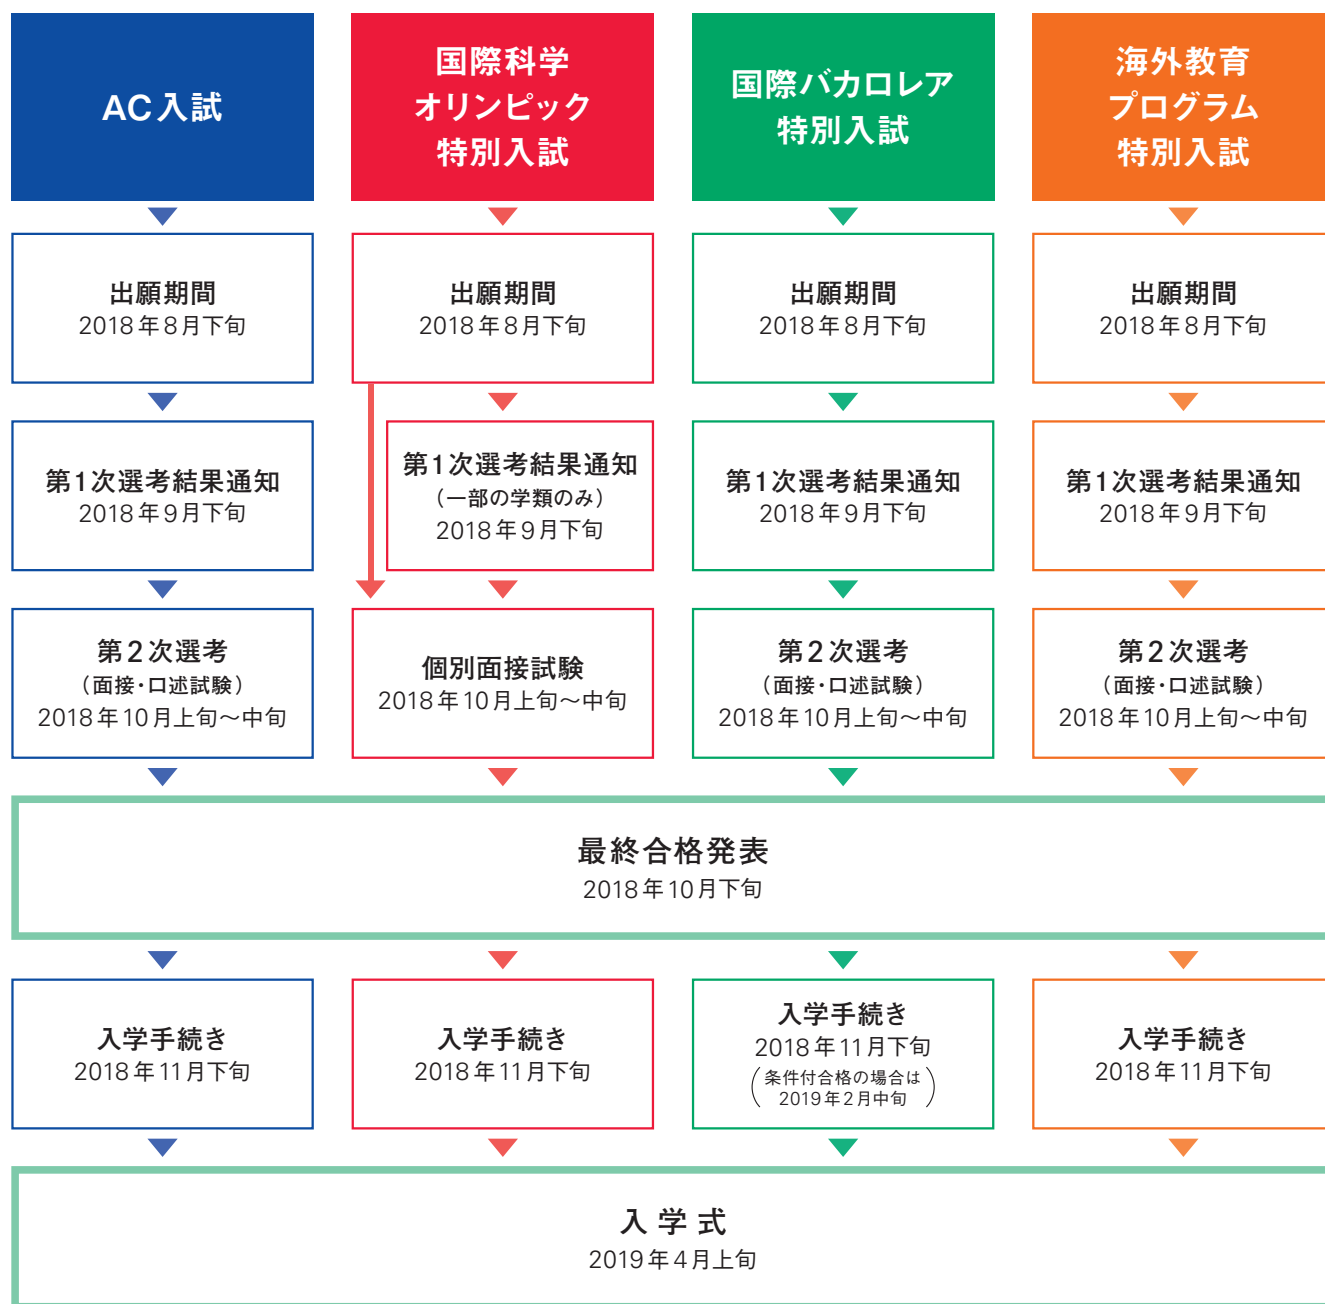 AC入試
国際科学
オリンピック
特別入試
国際バカロレア
特別入試
海外教育
プログラム
特別入試
出願期間
2018年8月下旬
出願期間
2018年8月下旬
出願期間
2018年8月下旬
出願期間
2018年8月下旬
第1次選考結果通知
2018年9月下旬
第1次選考結果通知
（一部の学類のみ）
2018年9月下旬
第1次選考結果通知
2018年9月下旬
第1次選考結果通知
2018年9月下旬
第2次選考
（面接・口述試験）
2018年10月上旬〜中旬
個別面接試験
2018年10月上旬〜中旬
第2次選考
（面接・口述試験）
2018年10月上旬〜中旬
第2次選考
（面接・口述試験）
2018年10月上旬〜中旬
最終合格発表
2018年10月下旬
入学手続き
2018年11月下旬
入学手続き
2018年11月下旬
入学手続き
2018年11月下旬
（条件付合格の場合は
2019年2月中旬）
入学手続き
2018年11月下旬
入学式
2019年4月上旬